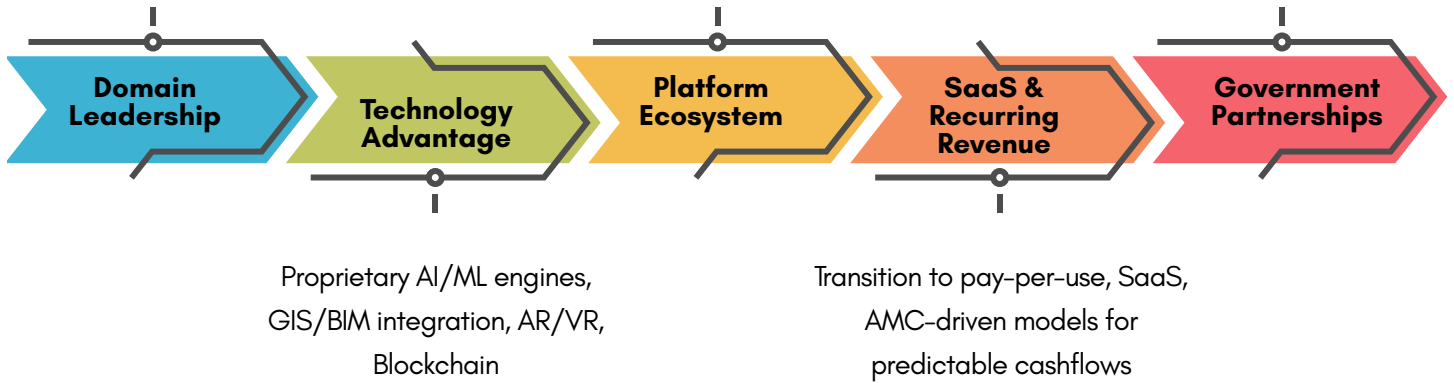 Domain
Leadership
Technology
Advantage
Platform
Ecosystem
SaaS &
Recurring
Revenue
Government
Partnerships
Proprietary AI/ML engines,
GIS/BIM integration, AR/VR,
Blockchain
Transition to pay-per-use, SaaS,
AMC-driven models for
predictable cashflows